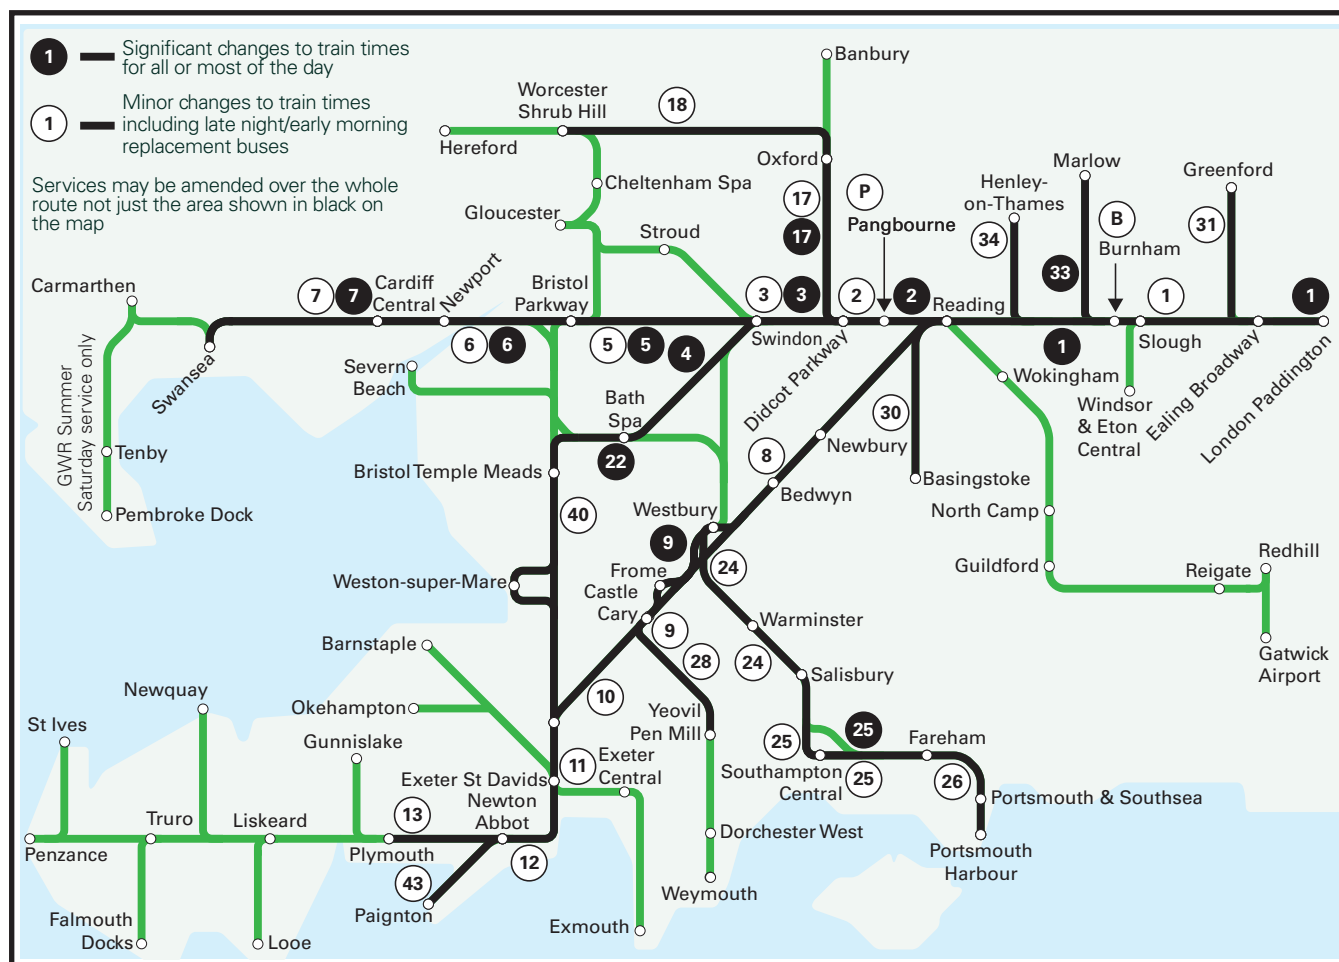 1
Significant changes to train times
for all or most of the day
1
Minor changes to train times
including late night/early morning
replacement buses
Services may be amended over the whole
route not just the area shown in black on
the map
Banbury
Worcester
Shrub Hill
18
Hereford
Oxford
Marlow
Greenford
Cheltenham Spa
Henley-
on-Thames
17
P
Gloucester
Stroud
17
Pangbourne
34
B
Burnham
31
33
Carmarthen
7
7
Cardiff
Central
Newport
Bristol
Parkway
3
3
2
2
Reading
1
1
6
6
5
5
4
Swindon
Didcot Parkway
1
Slough
Ealing Broadway
London Paddington
Swansea
Severn
Beach
Wokingham
GWR Summer
Saturday service only
Bath
Spa
30
Windsor
& Eton
Central
Tenby
22
Newbury
8
Bristol Temple Meads
Bedwyn
Basingstoke
Pembroke Dock
40
Westbury
North Camp
9
24
Redhill
Weston-super-Mare
Frome
Guildford
Reigate
Castle
Cary
Warminster
Barnstaple
9
28
24
Gatwick
Airport
Salisbury
Newquay
10
Okehampton
Yeovil
Pen Mill
St Ives
Gunnislake
25
25
Fareham
11
Exeter
Central
Exeter St Davids
Southampton
Central
25
26
Newton
Abbot
Portsmouth & Southsea
13
Truro
Liskeard
Dorchester West
Penzance
Plymouth
12
Portsmouth
Harbour
43
Weymouth
Paignton
Falmouth
Docks
Looe
Exmouth